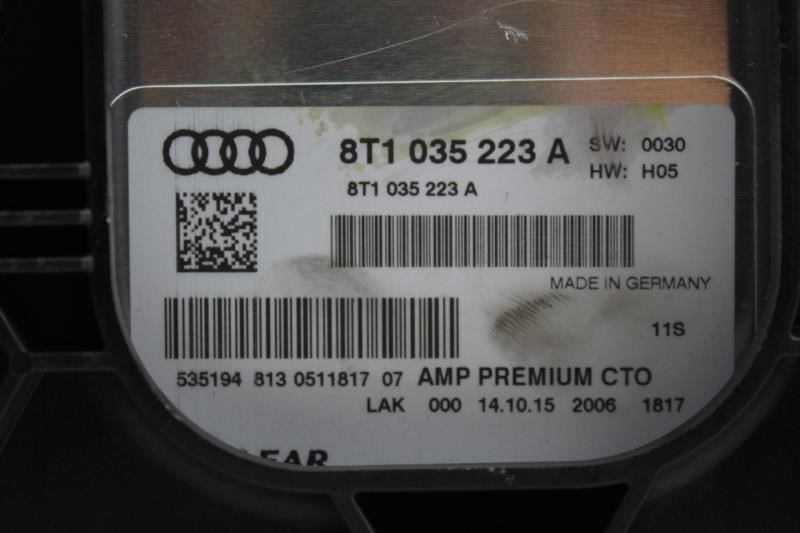 8T1 035 223 A SW: 0030
HW: H05
8T1 035 223 A
MADE IN GERMANY
11S
535194 813 0511817 07 AMP PREMIUM CTO
LAK 000 14.10.15 2006 1817